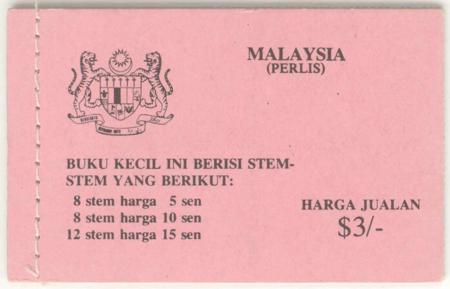 MALAYSIA
(PERLIS)
BUKU KECIL INI BERISI STEM-
STEM YANG BERIKUT:
8 stem harga 5 sen
8 stem harga 10 sen
12 stem harga 15 sen
HARGA JUALAN
$3/-